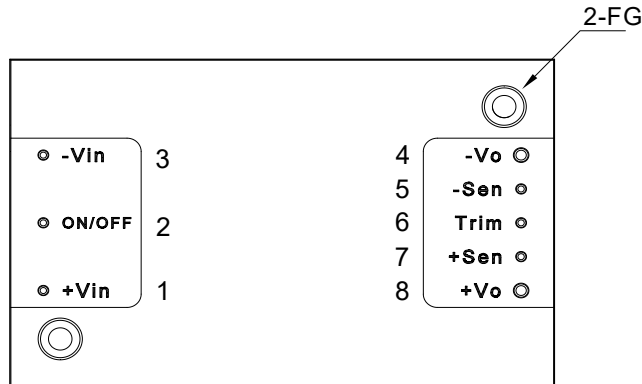 2-FG
-Vin 3 4 -Vo
5 -Sen
ON/OFF 2 6 Trim
7 +Sen
+Vin 1 8 +Vo